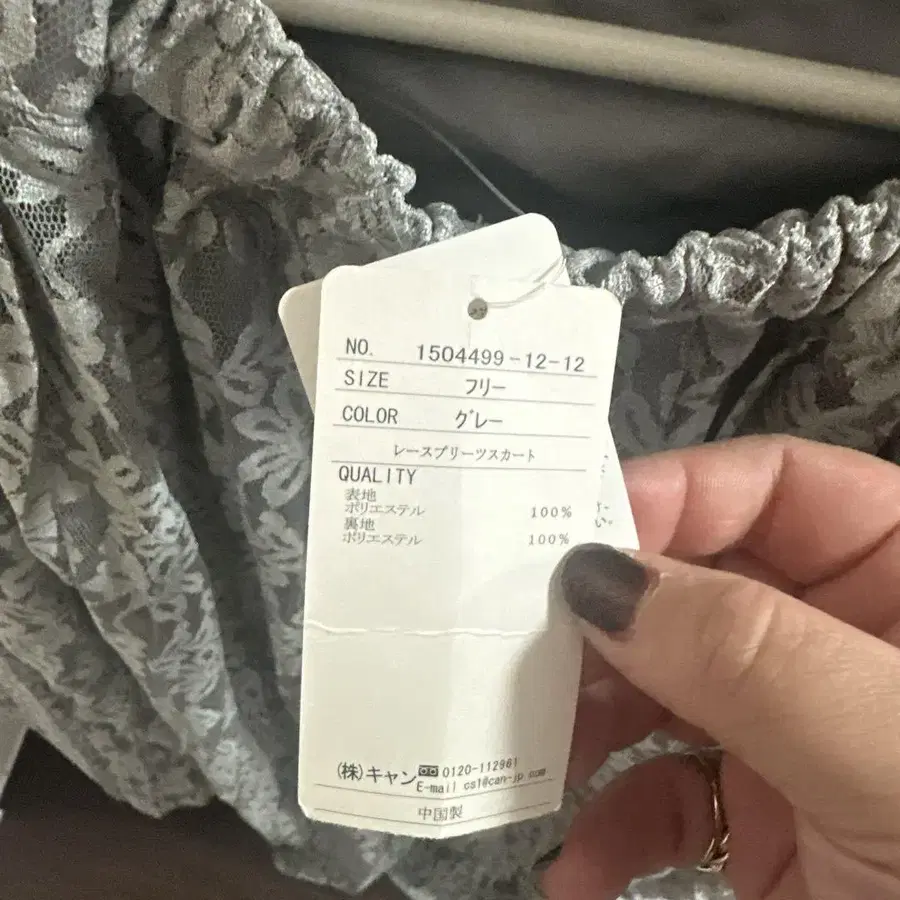 NO. 1504499-12-12
SIZE フリー
COLOR グレー
レースプリーツスカート
QUALITY
表地
ポリエステル 100%
裏地
ポリエステル 100%
(株)キャン 0120-112961
E-mail cs1@can-jp.com
中国製